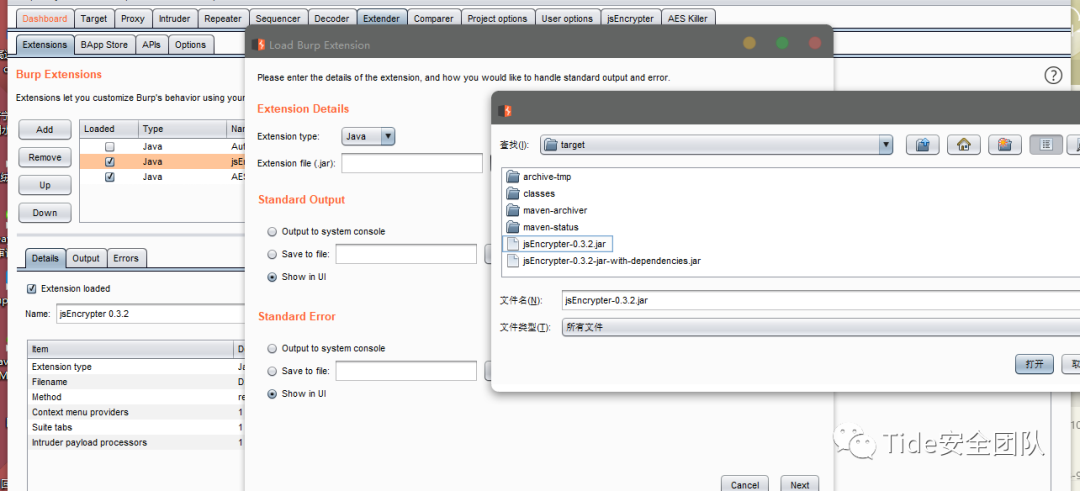 Dashboard Target Proxy Intruder Repeater Sequencer Decoder Extender Comparer Project options User options jsEncrypter AES Killer
Extensions BApp Store APIs Options
Load Burp Extension
Burp Extensions
Please enter the details of the extension, and how you would like to handle standard output and error.
Extensions let you customize Burp's behavior using your
Extension Details
Add
Loaded Type
Java
Remove
Java
Up
Java
Down
Extension type: Java
Extension file (.jar):
查找(I): target
archive-tmp
classes
maven-archiver
maven-status
jsEncrypter-0.3.2.jar
jsEncrypter-0.3.2-jar-with-dependencies.jar
文件名(N): jsEncrypter-0.3.2.jar
文件类型(T): 所有文件
打开
Standard Output
Output to system console
Save to file:
Show in UI
Standard Error
Output to system console
Save to file:
Show in UI
Cancel Next
Details Output Errors
Extension loaded
Name: jsEncrypter 0.3.2
Item
Extension type
Filename
Method
Context menu providers 1
Suite tabs 1
Intruder payload processors 1
Tide安全团队